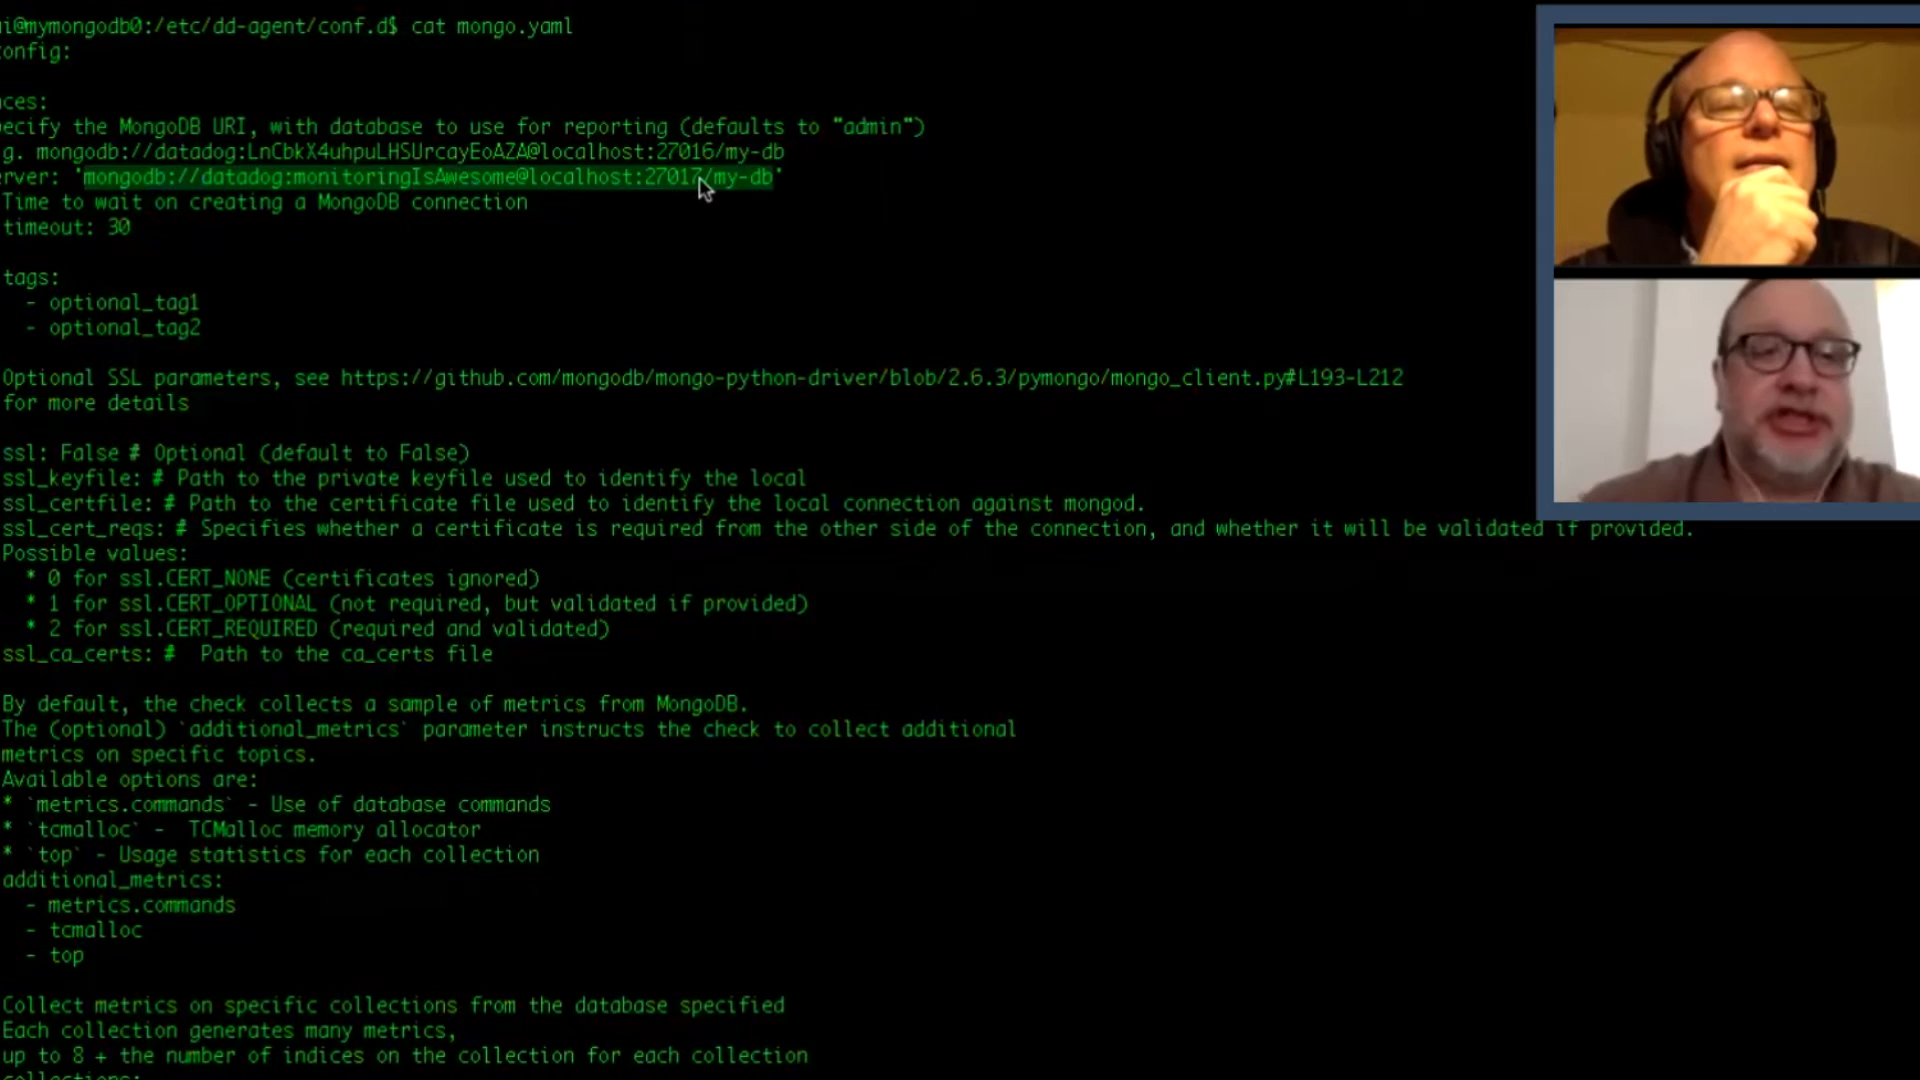 i@mymongodb0:/etc/dd-agent/conf.d$ cat mongo.yaml
config:
ces:
ecify the MongoDB URI, with database to use for reporting (defaults to "admin")
g. mongodb://datadog:LnCbkX4uhpuLHSUrcayEoAZA@localhost:27016/my-db
erver: 'mongodb://datadog:monitoringIsAwesome@localhost:27017/my-db'
Time to wait on creating a MongoDB connection
timeout: 30
tags:
- optional_tag1
- optional_tag2
Optional SSL parameters, see https://github.com/mongodb/mongo-python-driver/blob/2.6.3/pymongo/mongo_client.py#L193-L212
for more details
ssl: False # Optional (default to False)
ssl_keyfile: # Path to the private keyfile used to identify the local
ssl_certfile: # Path to the certificate file used to identify the local connection against mongod.
ssl_cert_reqs: # Specifies whether a certificate is required from the other side of the connection, and whether it will be validated if provided.
Possible values:
* 0 for ssl.CERT_NONE (certificates ignored)
* 1 for ssl.CERT_OPTIONAL (not required, but validated if provided)
* 2 for ssl.CERT_REQUIRED (required and validated)
ssl_ca_certs: # Path to the ca_certs file
By default, the check collects a sample of metrics from MongoDB.
The (optional) `additional_metrics` parameter instructs the check to collect additional
metrics on specific topics.
Available options are:
* `metrics.commands` - Use of database commands
* `tcmalloc` - TCMalloc memory allocator
* `top` - Usage statistics for each collection
additional_metrics:
- metrics.commands
- tcmalloc
- top
Collect metrics on specific collections from the database specified
Each collection generates many metrics,
up to 8 + the number of indices on the collection for each collection
collections: